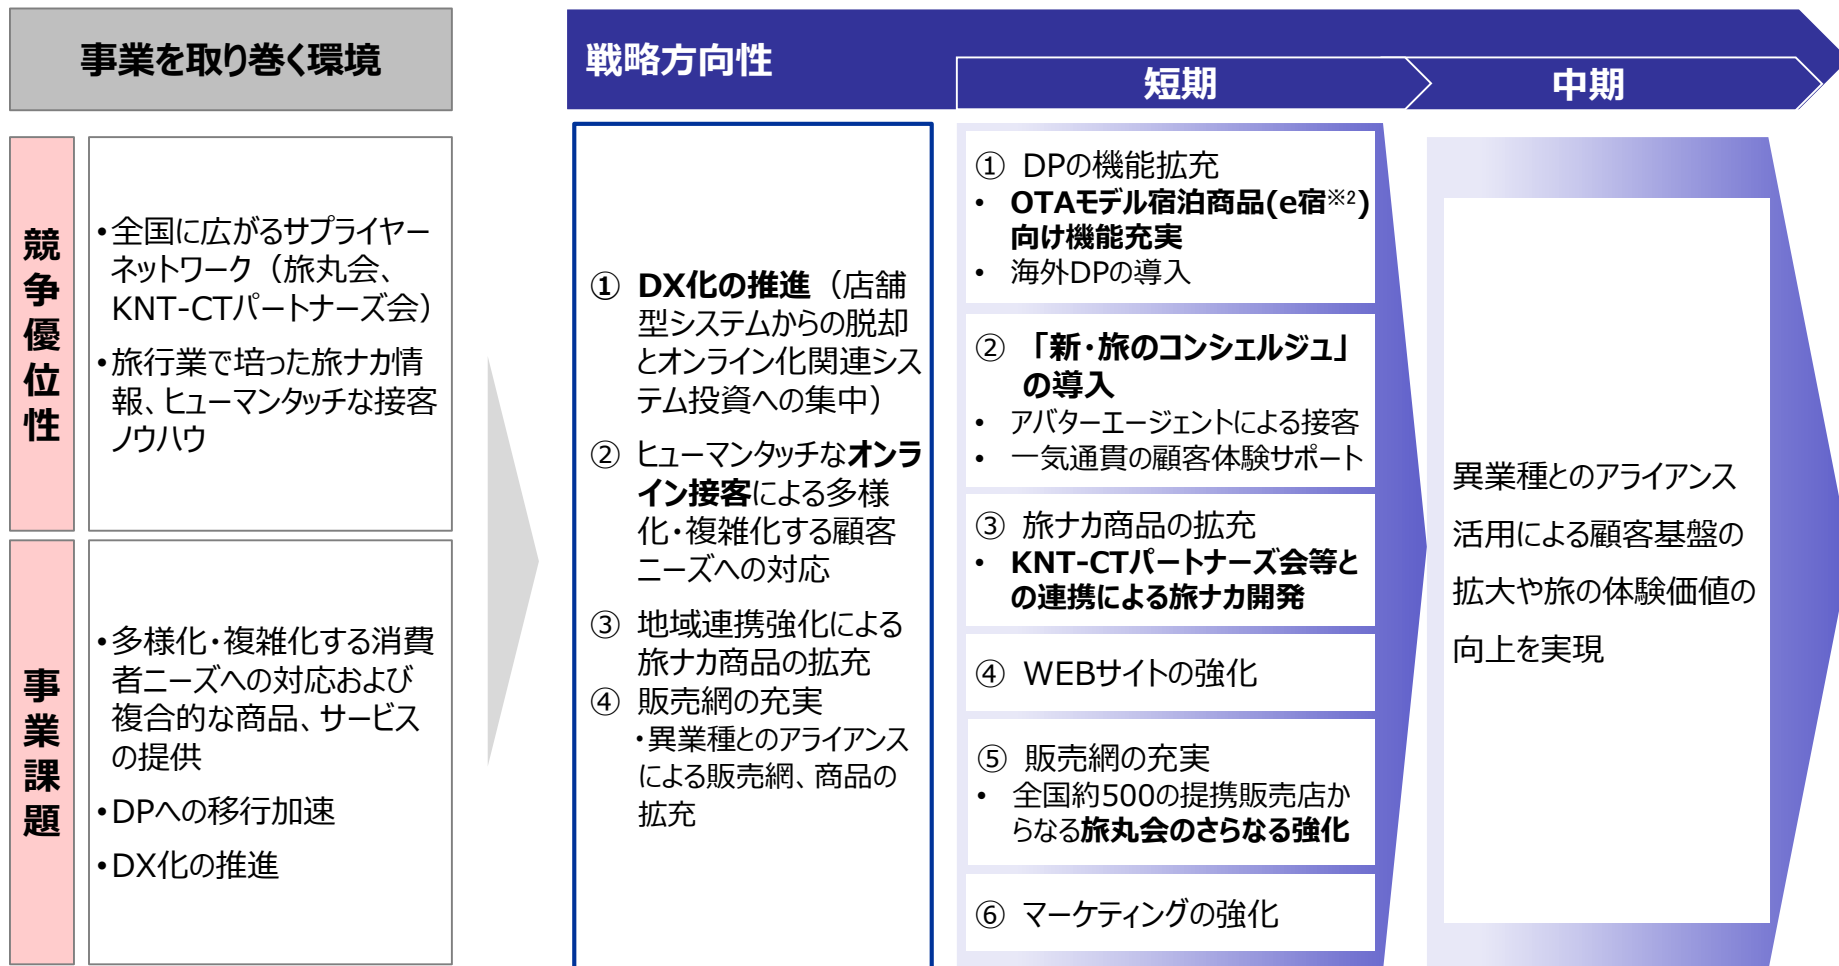 事業を取り巻く環境
競争優位性
•全国に広がるサプライヤー
ネットワーク（旅丸会、
KNT-CTパートナーズ会）
•旅行業で培った旅ナカ情
報、ヒューマンタッチな接客
ノウハウ
事業課題
•多様化・複雑化する消費
者ニーズへの対応および
複合的な商品、サービス
の提供
•DPへの移行加速
•DX化の推進
戦略方向性
① DX化の推進（店舗
型システムからの脱却
とオンライン化関連シス
テム投資への集中）
② ヒューマンタッチなオンラ
イン接客による多様
化・複雑化する顧客
ニーズへの対応
③ 地域連携強化による
旅ナカ商品の拡充
④ 販売網の充実
・異業種とのアライアンス
による販売網、商品の
拡充
短期
① DPの機能拡充
• OTAモデル宿泊商品(e宿※2)
向け機能充実
• 海外DPの導入
② 「新・旅のコンシェルジュ」
の導入
• アバターエージェントによる接客
• 一気通貫の顧客体験サポート
③ 旅ナカ商品の拡充
• KNT-CTパートナーズ会等と
の連携による旅ナカ開発
④ WEBサイトの強化
⑤ 販売網の充実
• 全国約500の提携販売店か
らなる旅丸会のさらなる強化
⑥ マーケティングの強化
中期
異業種とのアライアンス
活用による顧客基盤の
拡大や旅の体験価値の
向上を実現